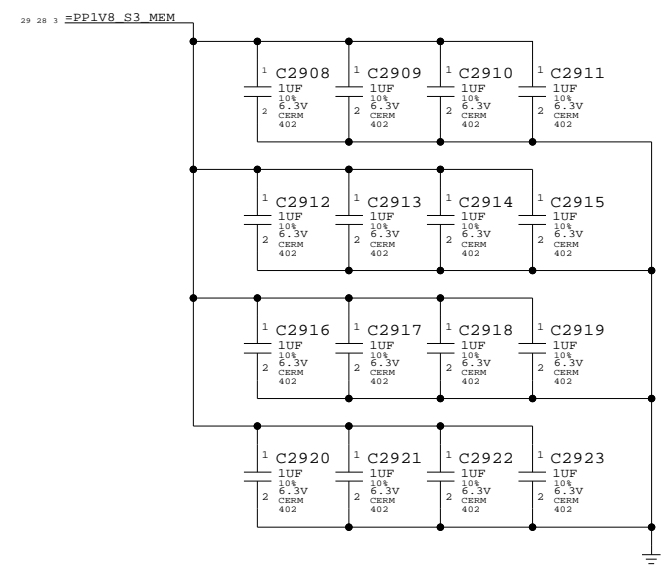 29 28 3 =PP1V8_S3_MEM
1 C2908 1 C2909 1 C2910 1 C2911
1UF 1UF 1UF 1UF
10% 10% 10% 10%
2 6.3V 2 6.3V 2 6.3V 2 6.3V
CERM CERM CERM CERM
402 402 402 402
1 C2912 1 C2913 1 C2914 1 C2915
1UF 1UF 1UF 1UF
10% 10% 10% 10%
2 6.3V 2 6.3V 2 6.3V 2 6.3V
CERM CERM CERM CERM
402 402 402 402
1 C2916 1 C2917 1 C2918 1 C2919
1UF 1UF 1UF 1UF
10% 10% 10% 10%
2 6.3V 2 6.3V 2 6.3V 2 6.3V
CERM CERM CERM CERM
402 402 402 402
1 C2920 1 C2921 1 C2922 1 C2923
1UF 1UF 1UF 1UF
10% 10% 10% 10%
2 6.3V 2 6.3V 2 6.3V 2 6.3V
CERM CERM CERM CERM
402 402 402 402